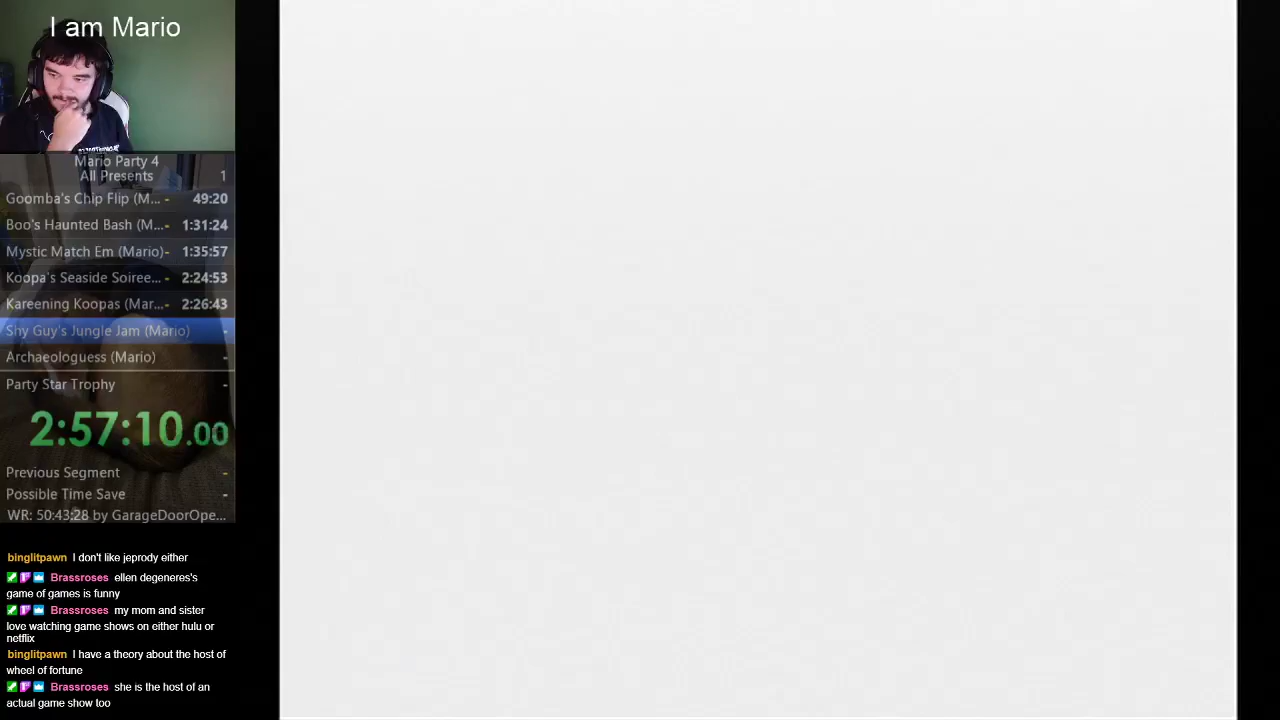 I am Mario
Mario Party 4
All Presents 1
Goomba's Chip Flip (M... - 49:20
Boo's Haunted Bash (M... - 1:31:24
Mystic Match Em (Mario) - 1:35:57
Koopa's Seaside Soiree... - 2:24:53
Kareening Koopas (Mar... - 2:26:43
Shy Guy's Jungle Jam (Mario) -
Archaeologuess (Mario) -
Party Star Trophy -
2:57:10.00
Previous Segment -
Possible Time Save -
WR: 50:43:28 by GarageDoorOpe...
binglitpawn I don't like jeprody either
Brassroses ellen degeneres's
game of games is funny
Brassroses my mom and sister
love watching game shows on either hulu or
netflix
binglitpawn I have a theory about the host of
wheel of fortune
Brassroses she is the host of an
actual game show too